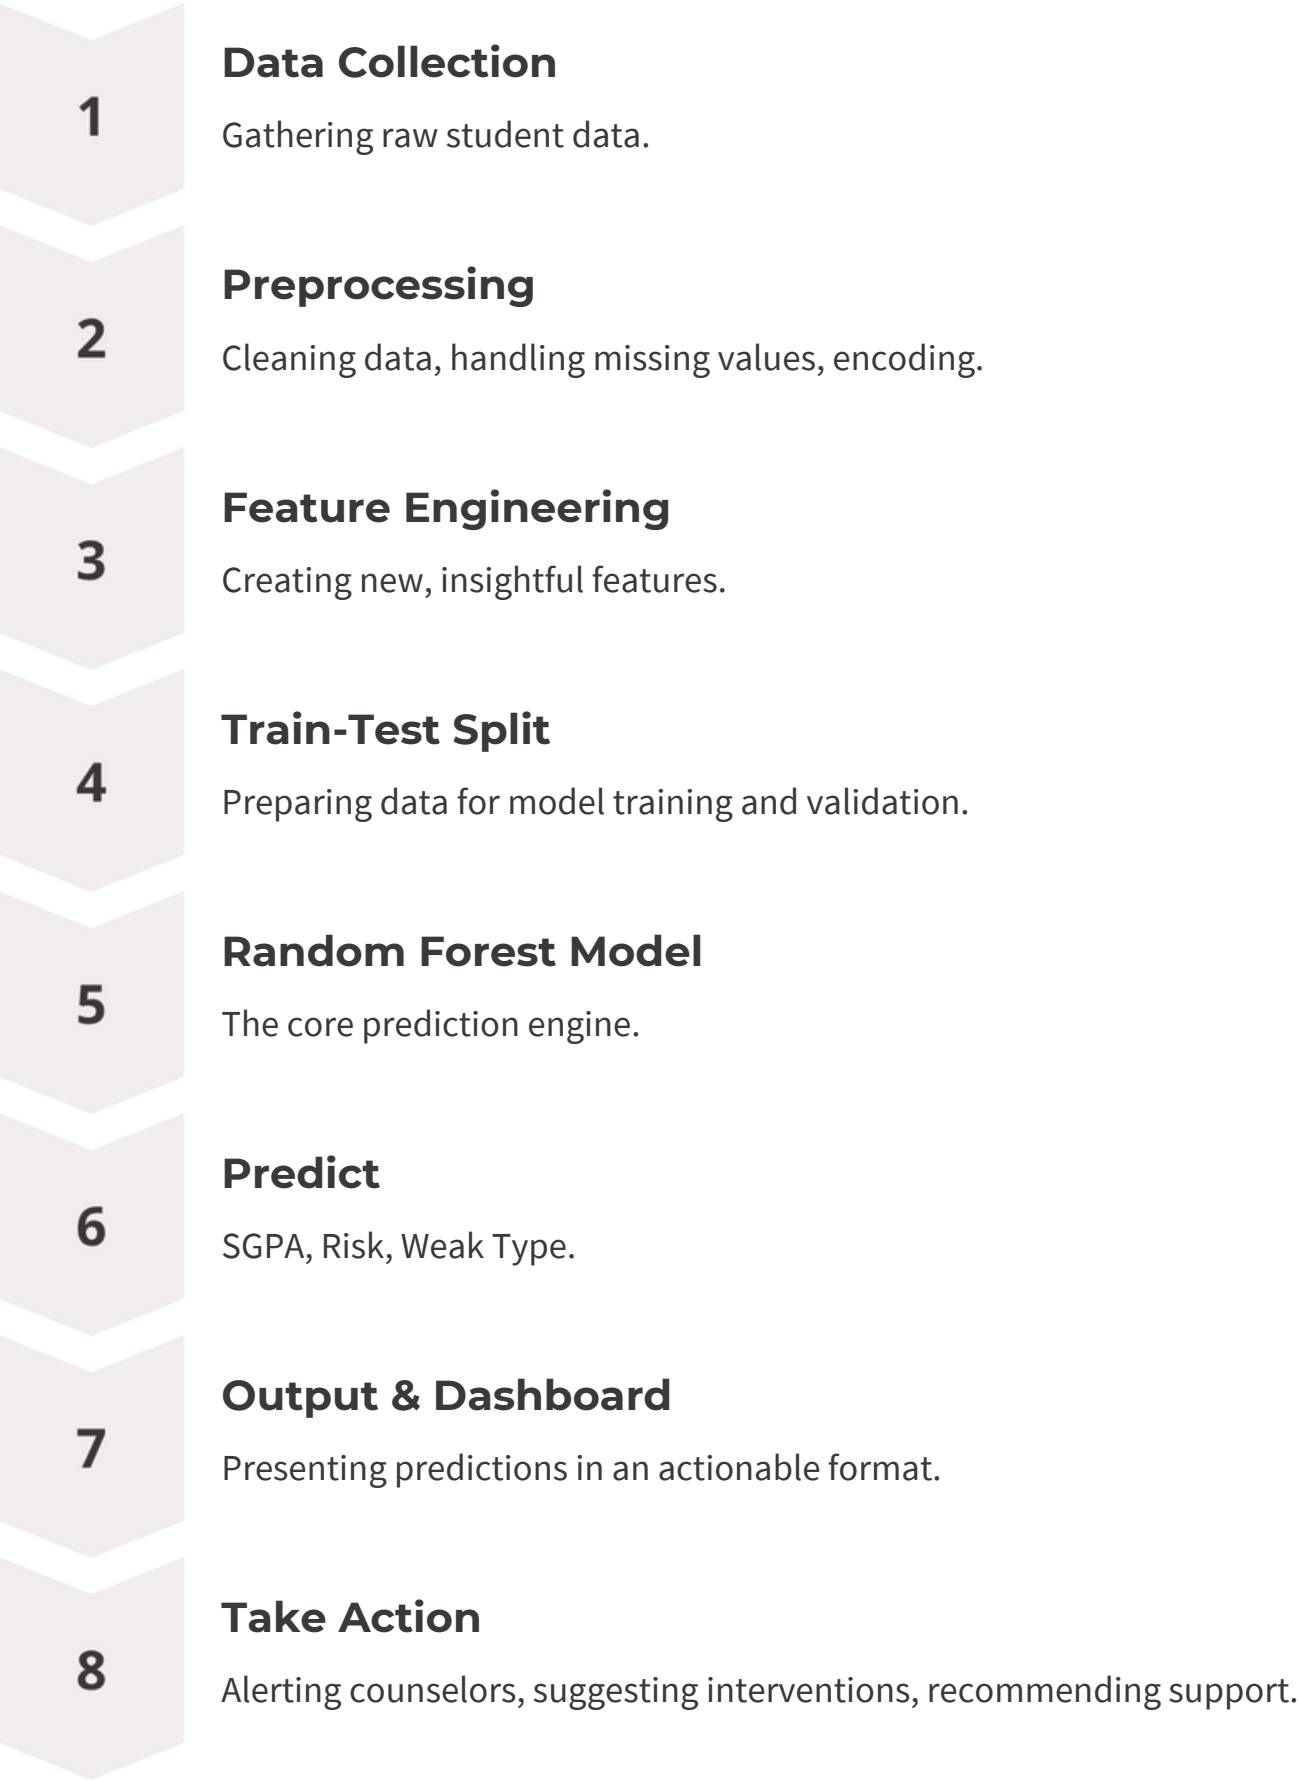 1
Data Collection
Gathering raw student data.
2
Preprocessing
Cleaning data, handling missing values, encoding.
3
Feature Engineering
Creating new, insightful features.
4
Train-Test Split
Preparing data for model training and validation.
5
Random Forest Model
The core prediction engine.
6
Predict
SGPA, Risk, Weak Type.
7
Output & Dashboard
Presenting predictions in an actionable format.
8
Take Action
Alerting counselors, suggesting interventions, recommending support.